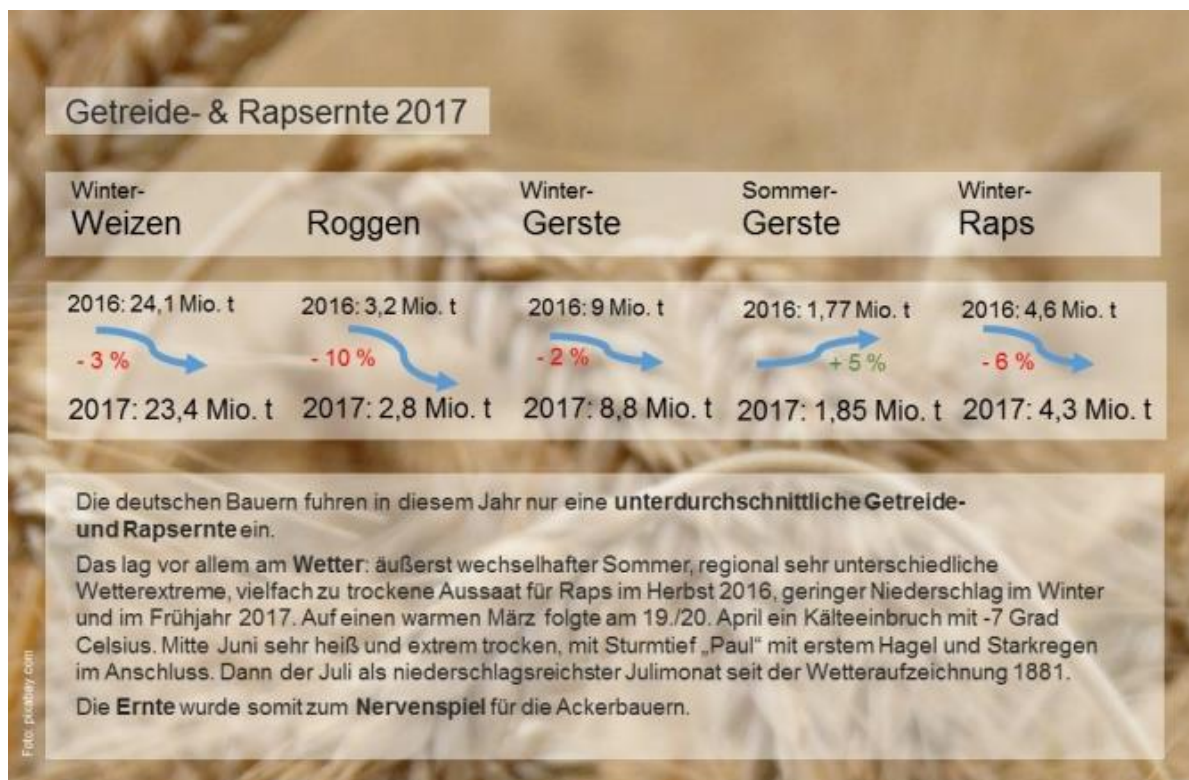 Getreide- & Rapsernte 2017
Winter-
Weizen
Roggen
Winter-
Gerste
Sommer-
Gerste
Winter-
Raps
2016: 24,1 Mio. t
- 3 %
2017: 23,4 Mio. t
2016: 3,2 Mio. t
- 10 %
2017: 2,8 Mio. t
2016: 9 Mio. t
- 2 %
2017: 8,8 Mio. t
2016: 1,77 Mio. t
+ 5 %
2017: 1,85 Mio. t
2016: 4,6 Mio. t
- 6 %
2017: 4,3 Mio. t
Die deutschen Bauern fuhren in diesem Jahr nur eine unterdurchschnittliche Getreide-
und Rapsernte ein.
Das lag vor allem am Wetter: äußerst wechselhafter Sommer, regional sehr unterschiedliche
Wetterextreme, vielfach zu trockene Aussaat für Raps im Herbst 2016, geringer Niederschlag im Winter
und im Frühjahr 2017. Auf einen warmen März folgte am 19./20. April ein Kälteeinbruch mit -7 Grad
Celsius. Mitte Juni sehr heiß und extrem trocken, mit Sturmtief „Paul“ mit erstem Hagel und Starkregen
im Anschluss. Dann der Juli als niederschlagsreichster Julimonat seit der Wetteraufzeichnung 1881.
Die Ernte wurde somit zum Nervenspiel für die Ackerbauern.
Foto: pixabay.com